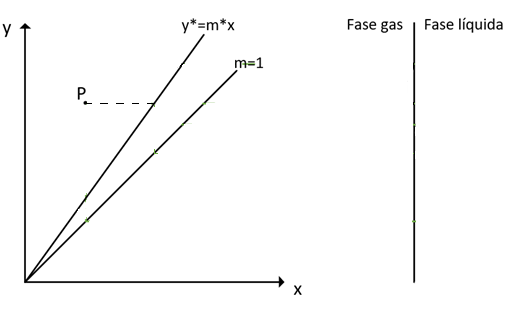 y
y*=m*x
m=1
P
x
Fase gas
Fase líquida